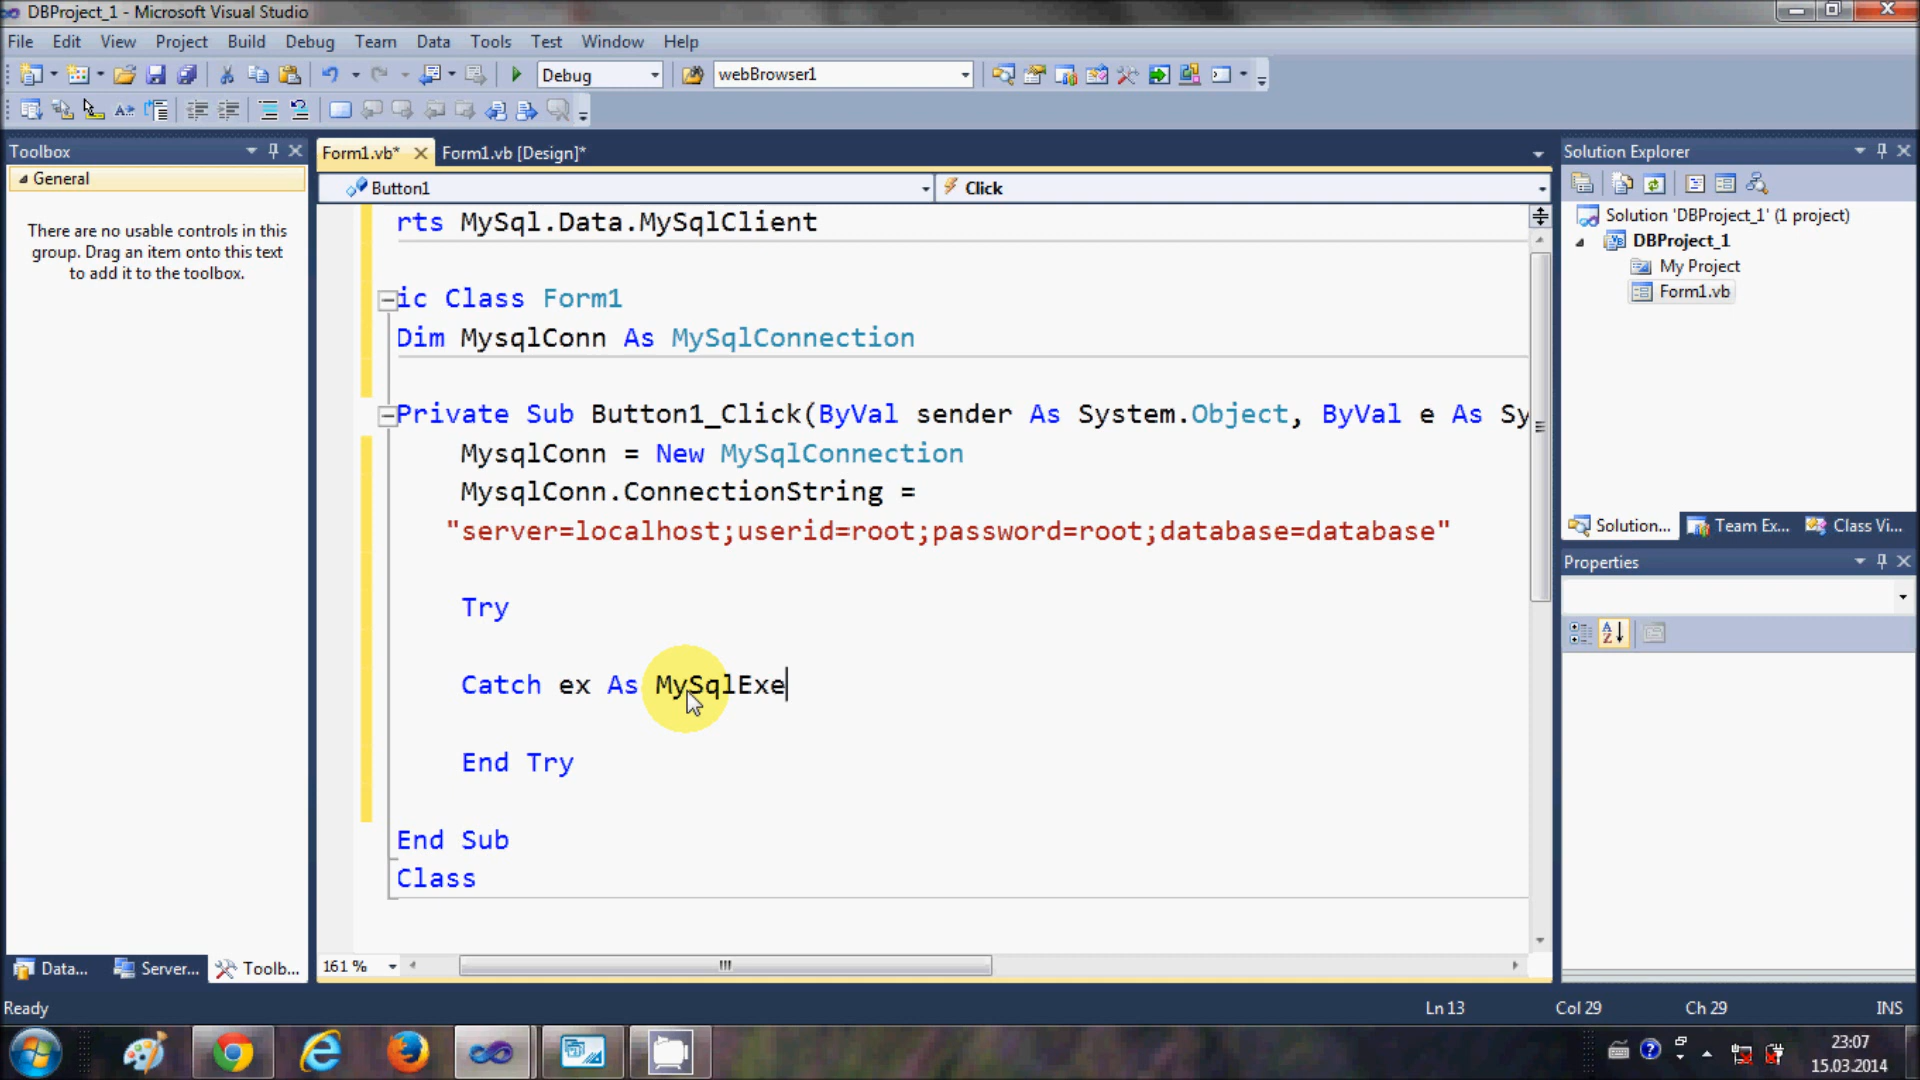 DBProject_1 - Microsoft Visual Studio
File Edit View Project Build Debug Team Data Tools Test Window Help
Debug webBrowser1
Toolbox
General
There are no usable controls in this
group. Drag an item onto this text
to add it to the toolbox.
Data... Server... Toolb...
Form1.vb* Form1.vb [Design]*
Button1 Click
rts MySql.Data.MySqlClient
ic Class Form1
Dim MysqlConn As MySqlConnection
Private Sub Button1_Click(ByVal sender As System.Object, ByVal e As Sy
MysqlConn = New MySqlConnection
MysqlConn.ConnectionString =
"server=localhost;userid=root;password=root;database=database"
Try
Catch ex As MySqlExe
End Try
End Sub
Class
161 %
Solution Explorer
Solution 'DBProject_1' (1 project)
DBProject_1
My Project
Form1.vb
Solution... Team Ex... Class Vi...
Properties
Ready Ln 13 Col 29 Ch 29 INS
23:07
15.03.2014